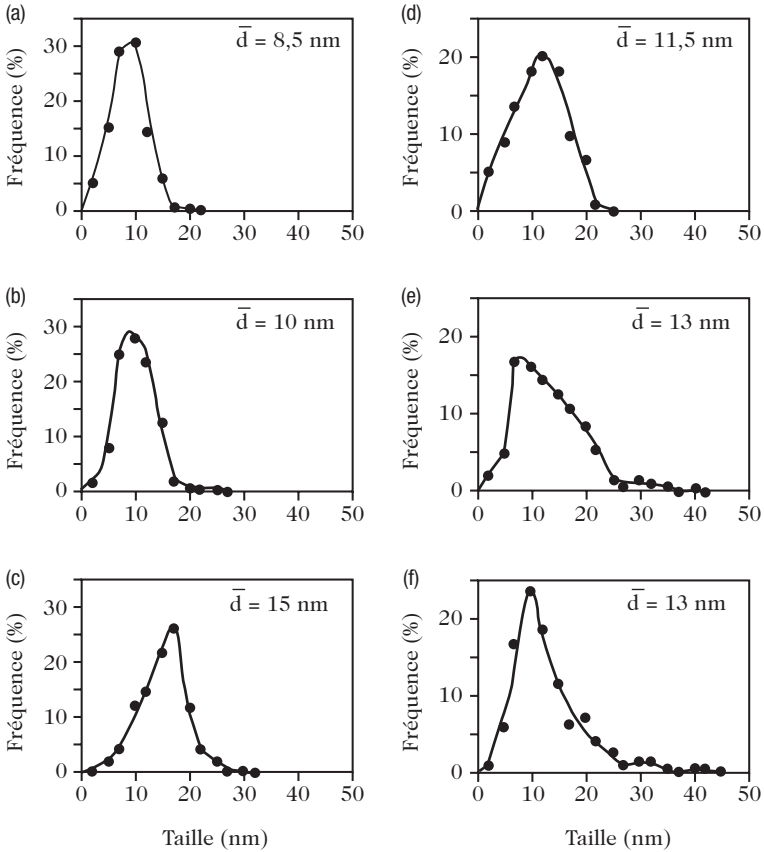 (a)
Fréquence (%)
d̅ = 8,5 nm
30
20
10
0
0 10 20 30 40 50
(b)
Fréquence (%)
d̅ = 10 nm
30
20
10
0
0 10 20 30 40 50
(c)
Fréquence (%)
d̅ = 15 nm
30
20
10
0
0 10 20 30 40 50
Taille (nm)
(d)
Fréquence (%)
d̅ = 11,5 nm
20
10
0
0 10 20 30 40 50
(e)
Fréquence (%)
d̅ = 13 nm
20
10
0
0 10 20 30 40 50
(f)
Fréquence (%)
d̅ = 13 nm
20
10
0
0 10 20 30 40 50
Taille (nm)